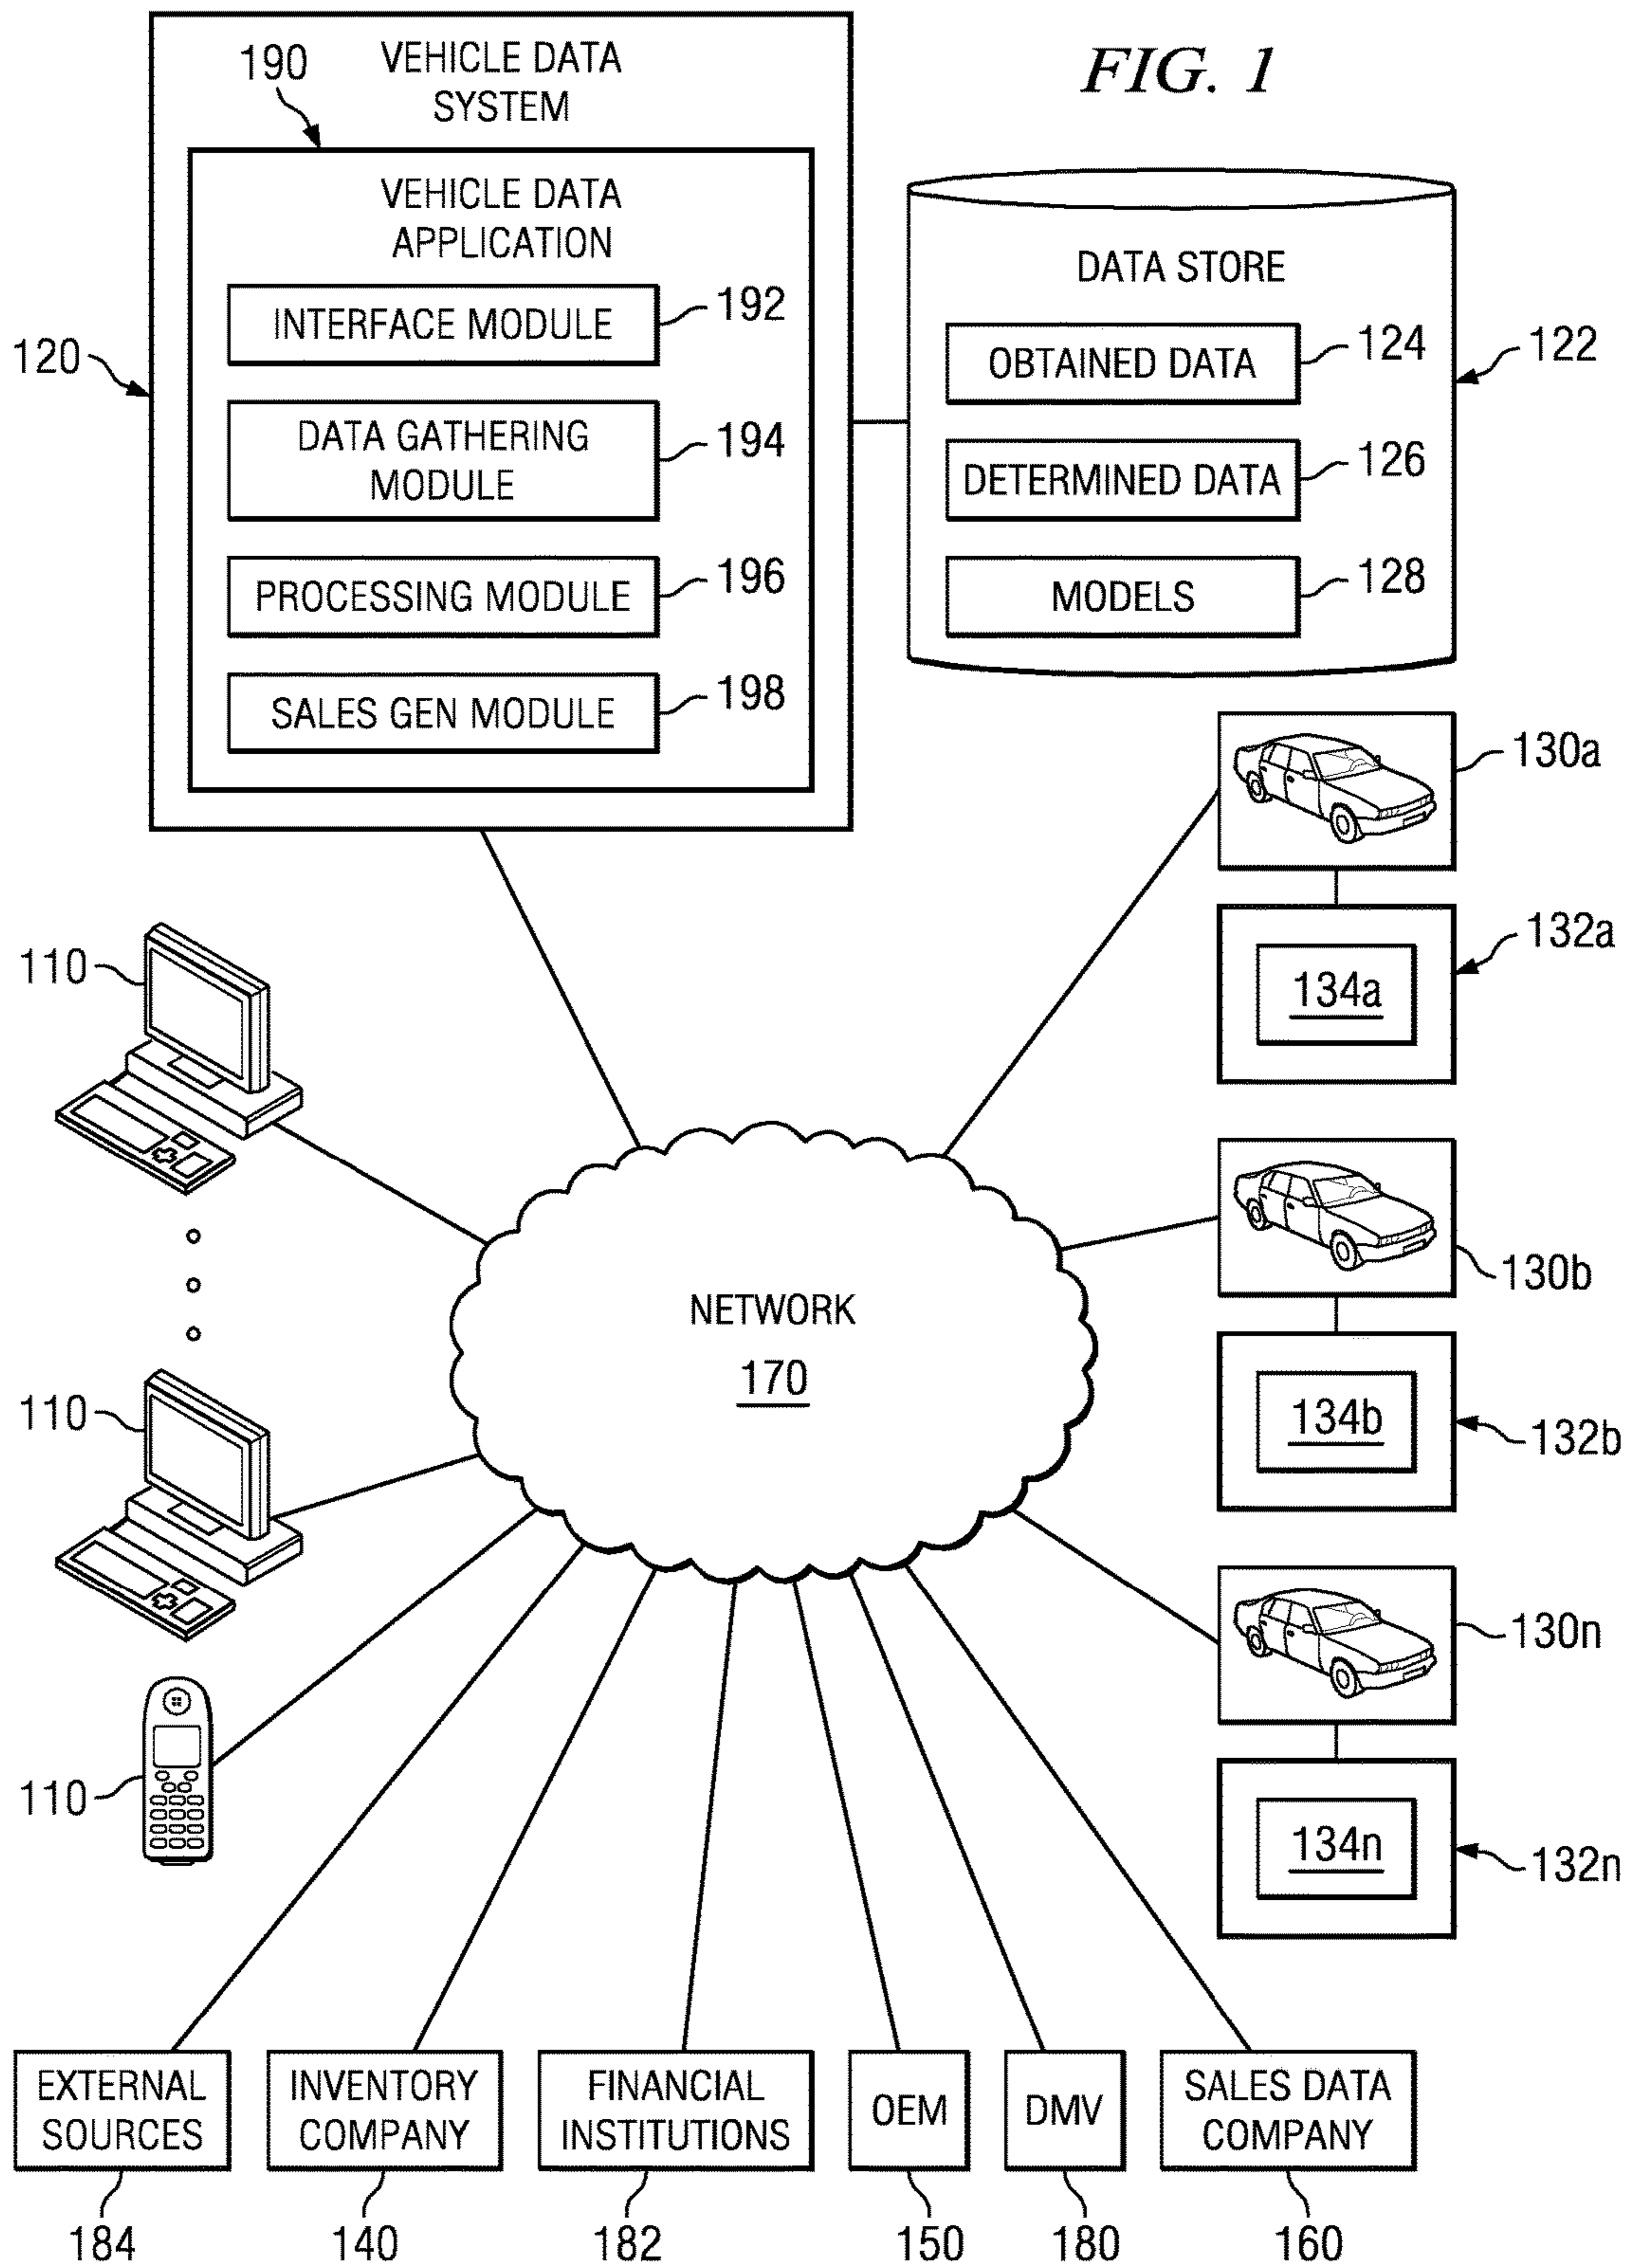 FIG. 1
190
VEHICLE DATA
SYSTEM
VEHICLE DATA
APPLICATION
INTERFACE MODULE
192
DATA GATHERING
MODULE
194
PROCESSING MODULE
196
SALES GEN MODULE
198
120
DATA STORE
OBTAINED DATA
124
122
DETERMINED DATA
126
MODELS
128
130a
132a
134a
110
130b
134b
132b
NETWORK
170
110
130n
134n
132n
110
EXTERNAL
SOURCES
INVENTORY
COMPANY
FINANCIAL
INSTITUTIONS
OEM
DMV
SALES DATA
COMPANY
184
140
182
150
180
160